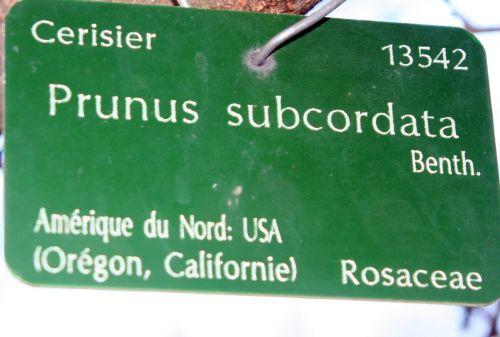 Cerisier 13542
Prunus subcordata
Benth.
Amérique du Nord: USA
(Orégon, Californie) Rosaceae